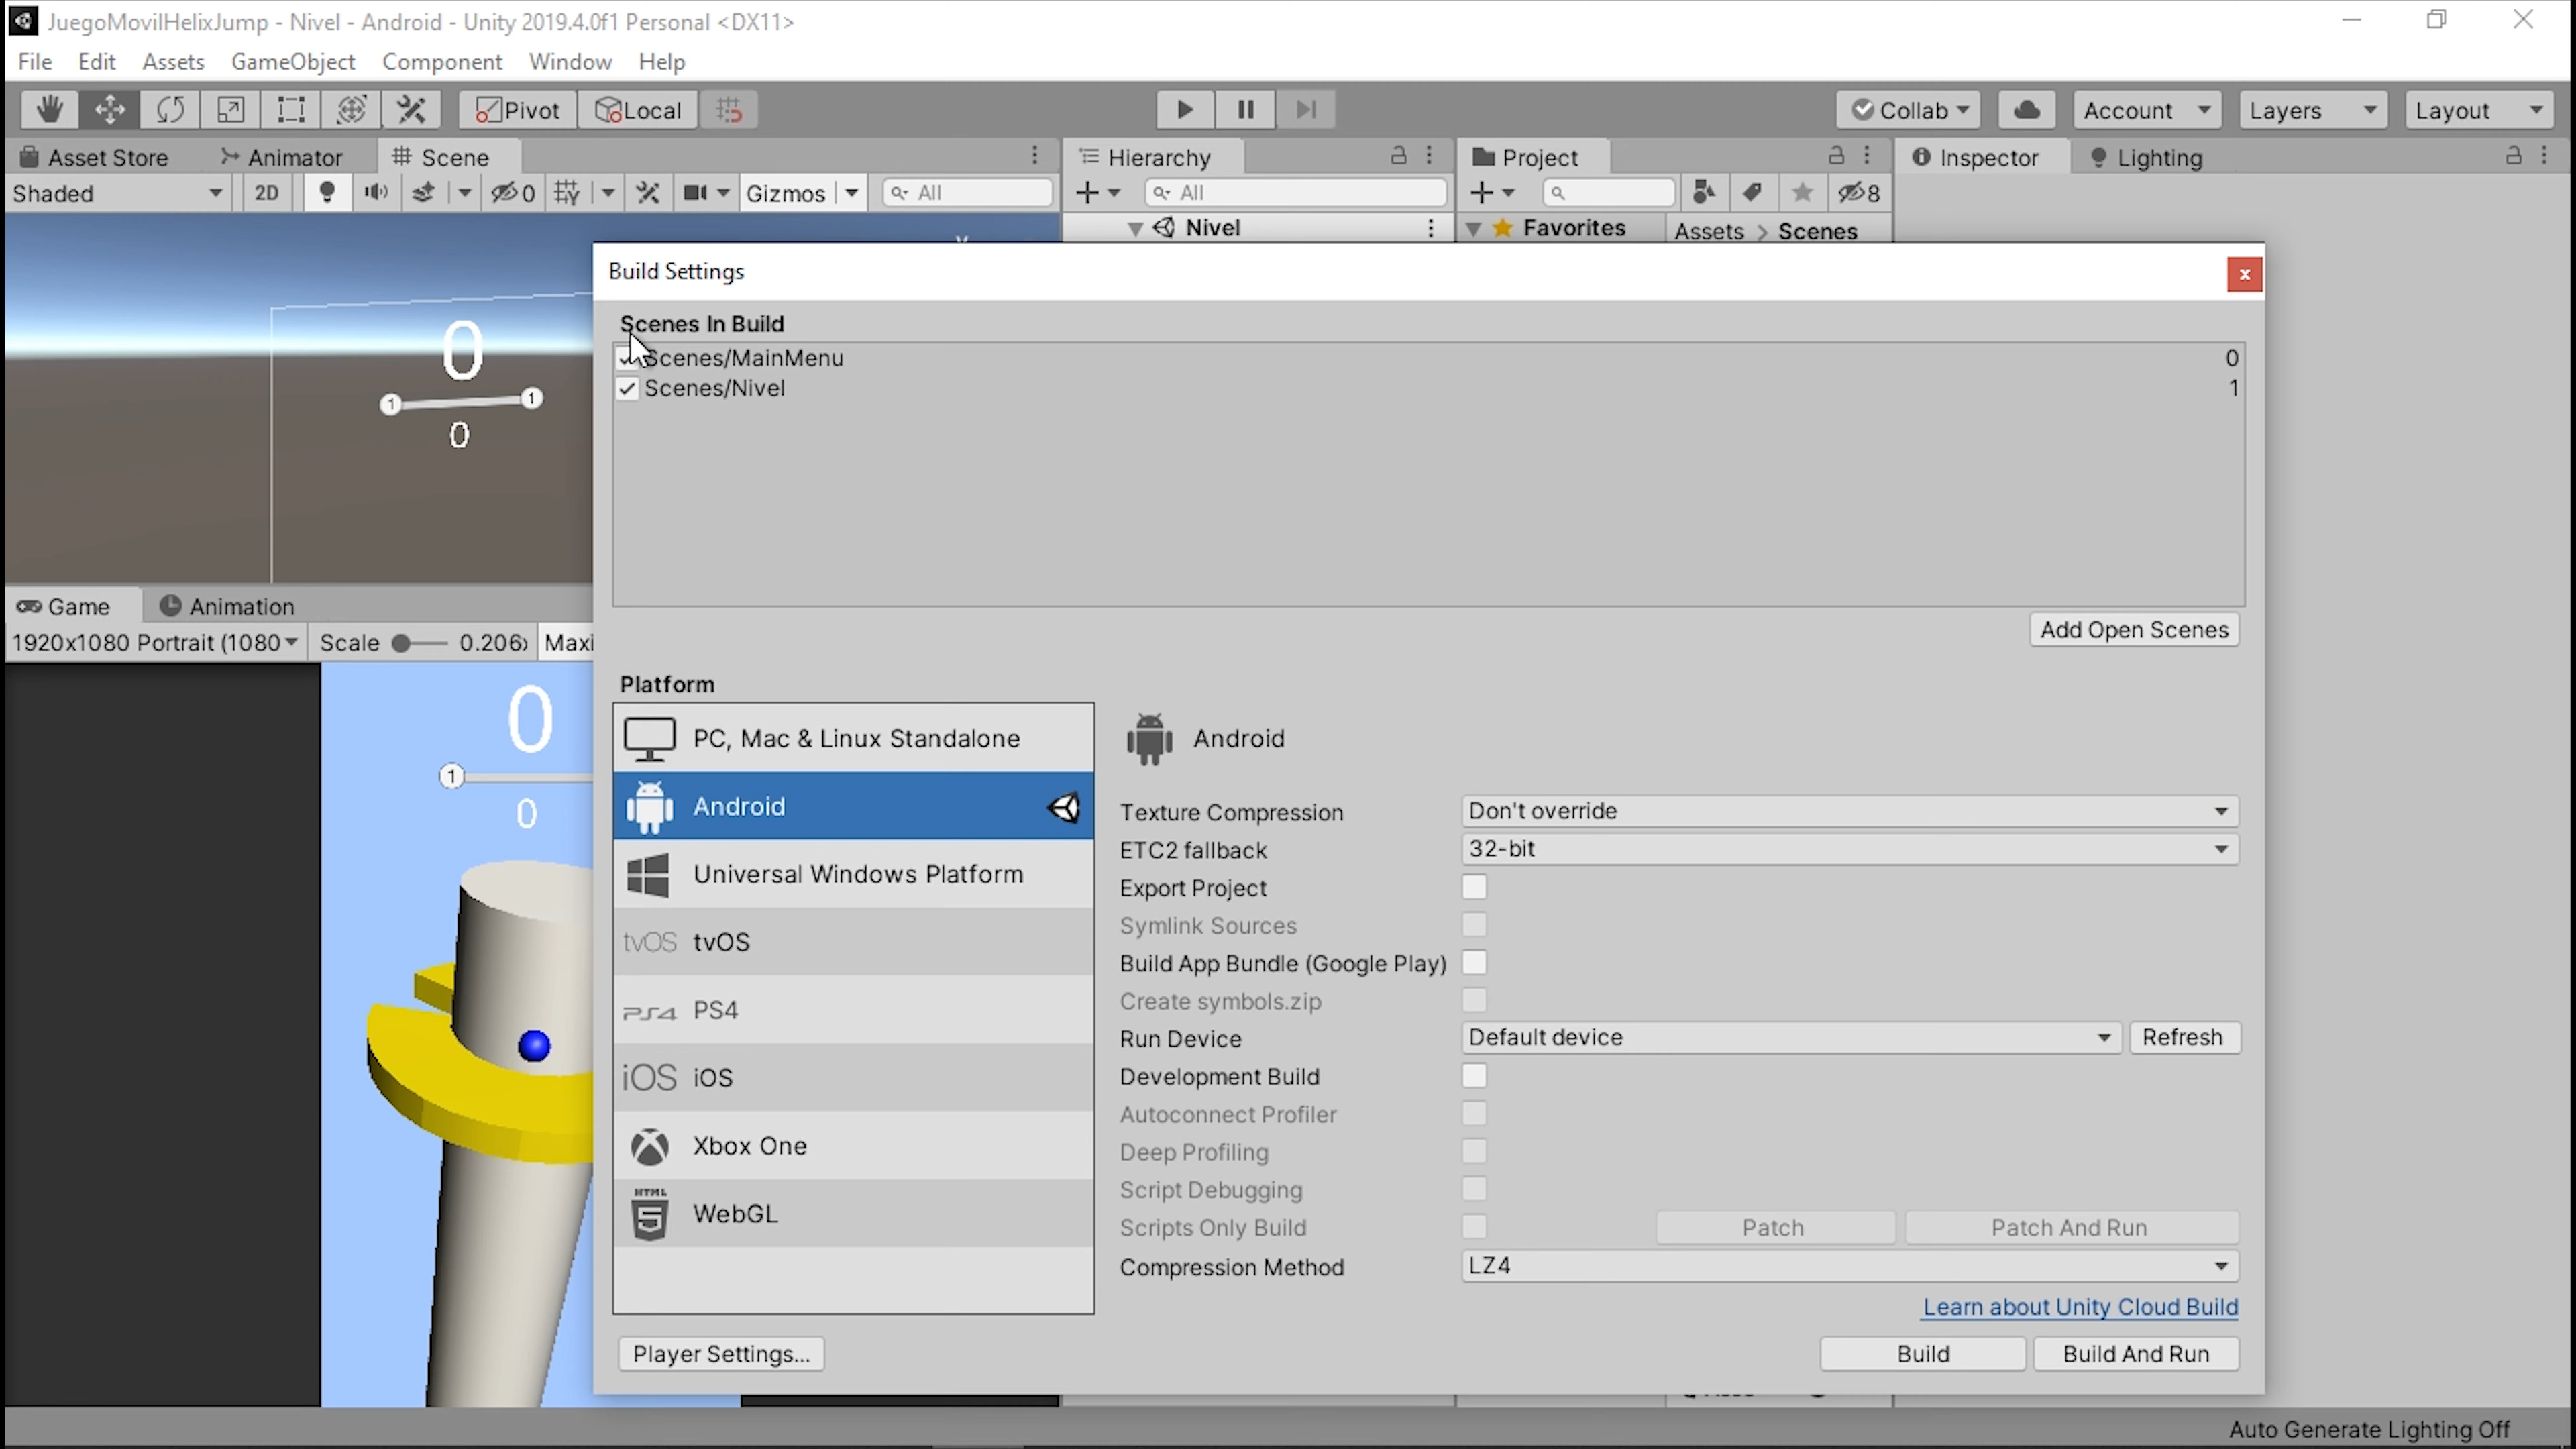 JuegoMovilHelixJump - Nivel - Android - Unity 2019.4.0f1 Personal <DX11>
File Edit Assets GameObject Component Window Help
Pivot Local Collab Account Layers Layout
Asset Store Animator Scene Hierarchy Project Inspector Lighting
Shaded 2D 0 Gizmos All All 8
Nivel Favorites Assets > Scenes
Build Settings x
Scenes In Build
Scenes/MainMenu 0
Scenes/Nivel 1
0
1 1
0
Add Open Scenes
Game Animation
1920x1080 Portrait (1080 Scale 0.206x Maxi
0
1
0
Platform
PC, Mac & Linux Standalone
Android
Universal Windows Platform
tvOS tvOS
PS4 PS4
iOS iOS
Xbox One
HTML 5 WebGL
Android
Texture Compression Don't override
ETC2 fallback 32-bit
Export Project
Symlink Sources
Build App Bundle (Google Play)
Create symbols.zip
Run Device Default device Refresh
Development Build
Autoconnect Profiler
Deep Profiling
Script Debugging
Scripts Only Build Patch Patch And Run
Compression Method LZ4
Learn about Unity Cloud Build
Player Settings... Build Build And Run
Auto Generate Lighting Off